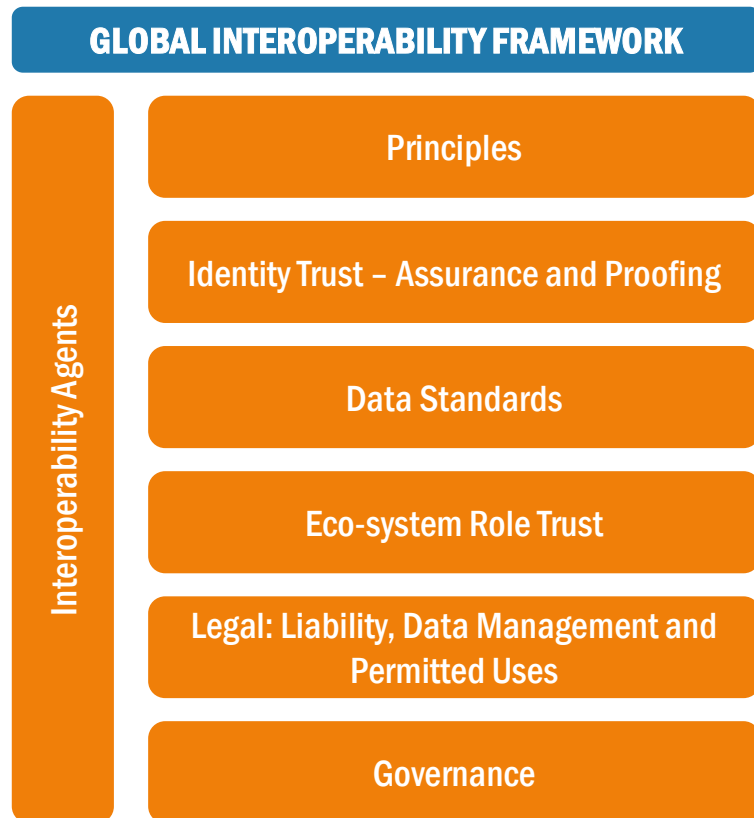 GLOBAL INTEROPERABILITY FRAMEWORK
Interoperability Agents
Principles
Identity Trust – Assurance and Proofing
Data Standards
Eco-system Role Trust
Legal: Liability, Data Management and
Permitted Uses
Governance